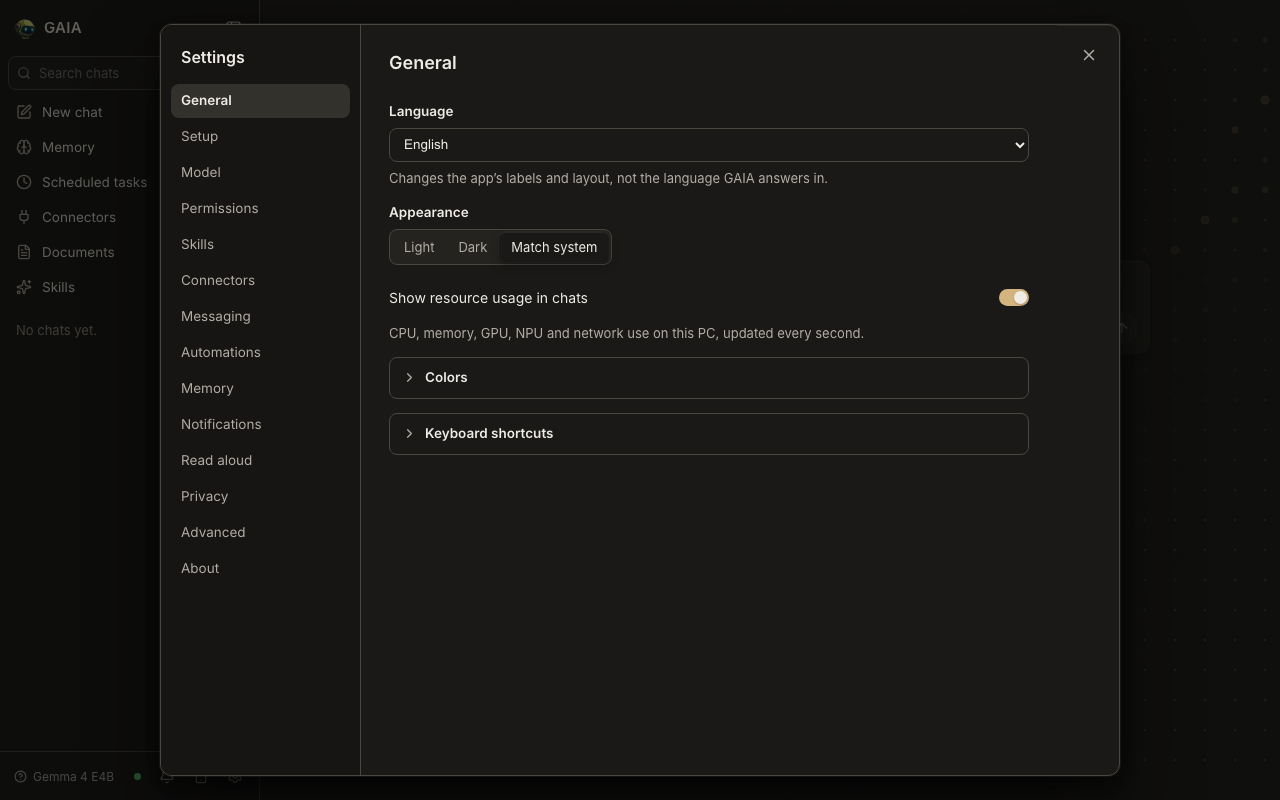 GAIA
Search chats
New chat
Memory
Scheduled tasks
Connectors
Documents
Skills
No chats yet.
Gemma 4 E4B
Settings
General
Setup
Model
Permissions
Skills
Connectors
Messaging
Automations
Memory
Notifications
Read aloud
Privacy
Advanced
About
General
Language
English
Changes the app’s labels and layout, not the language GAIA answers in.
Appearance
Light Dark Match system
Show resource usage in chats
CPU, memory, GPU, NPU and network use on this PC, updated every second.
Colors
Keyboard shortcuts